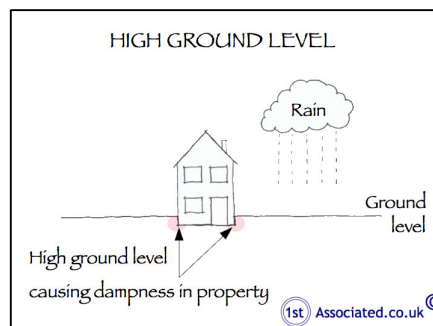 HIGH GROUND LEVEL
Rain
Ground
level
High ground level
causing dampness in property
1st Associated.co.uk ©